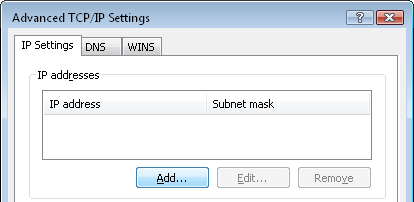 Advanced TCP/IP Settings
IP Settings DNS WINS
IP addresses
IP address Subnet mask
Add... Edit... Remove